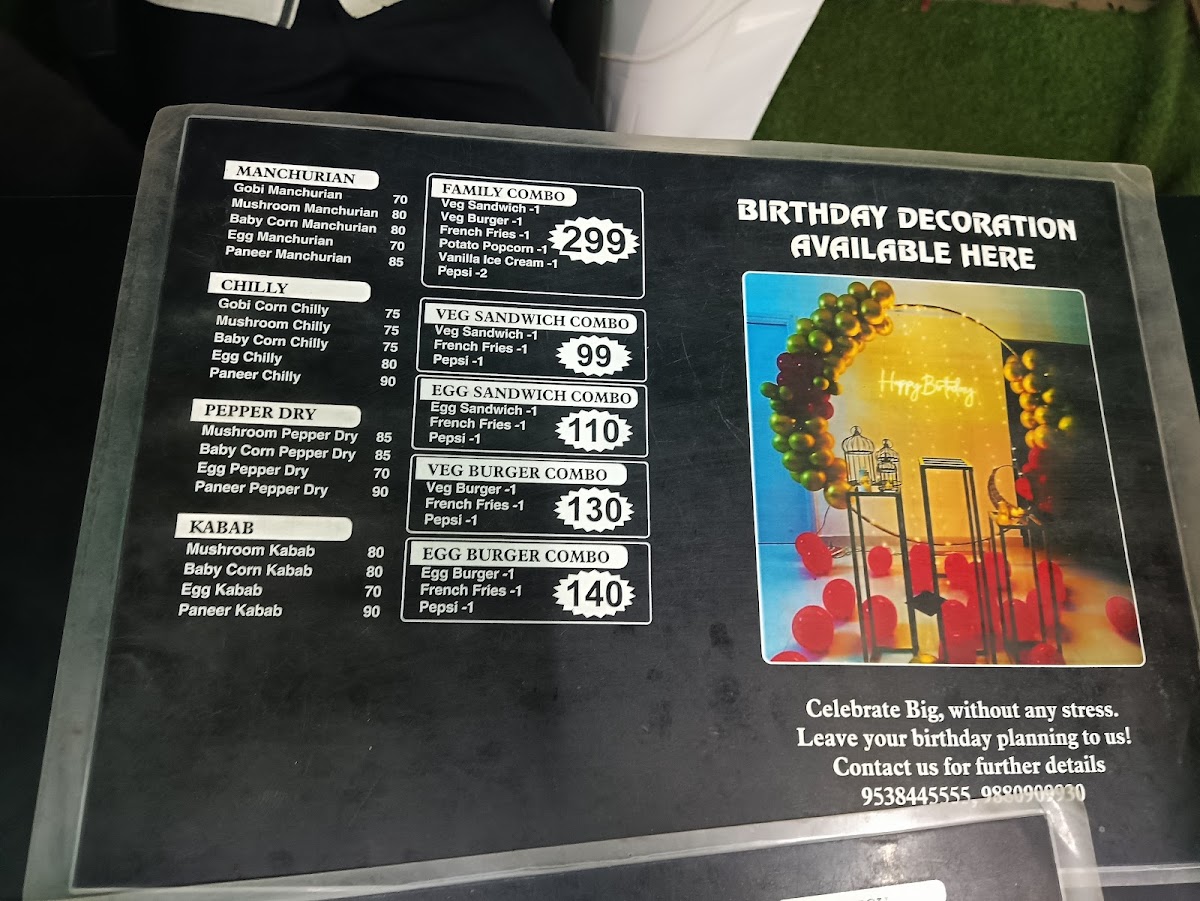 MANCHURIAN
Gobi Manchurian 70
Mushroom Manchurian 80
Baby Corn Manchurian 80
Egg Manchurian 70
Paneer Manchurian 85
CHILLY
Gobi Corn Chilly 75
Mushroom Chilly 75
Baby Corn Chilly 75
Egg Chilly 80
Paneer Chilly 90
PEPPER DRY
Mushroom Pepper Dry 85
Baby Corn Pepper Dry 85
Egg Pepper Dry 70
Paneer Pepper Dry 90
KABAB
Mushroom Kabab 80
Baby Corn Kabab 80
Egg Kabab 70
Paneer Kabab 90
FAMILY COMBO
Veg Sandwich -1
Veg Burger -1
French Fries -1
Potato Popcorn -1
Vanilla Ice Cream -1
Pepsi -2
299
VEG SANDWICH COMBO
Veg Sandwich -1
French Fries -1
Pepsi -1
99
EGG SANDWICH COMBO
Egg Sandwich -1
French Fries -1
Pepsi -1
110
VEG BURGER COMBO
Veg Burger -1
French Fries -1
Pepsi -1
130
EGG BURGER COMBO
Egg Burger -1
French Fries -1
Pepsi -1
140
BIRTHDAY DECORATION
AVAILABLE HERE
Happy Birthday
Celebrate Big, without any stress.
Leave your birthday planning to us!
Contact us for further details
9538445555, 9880909930